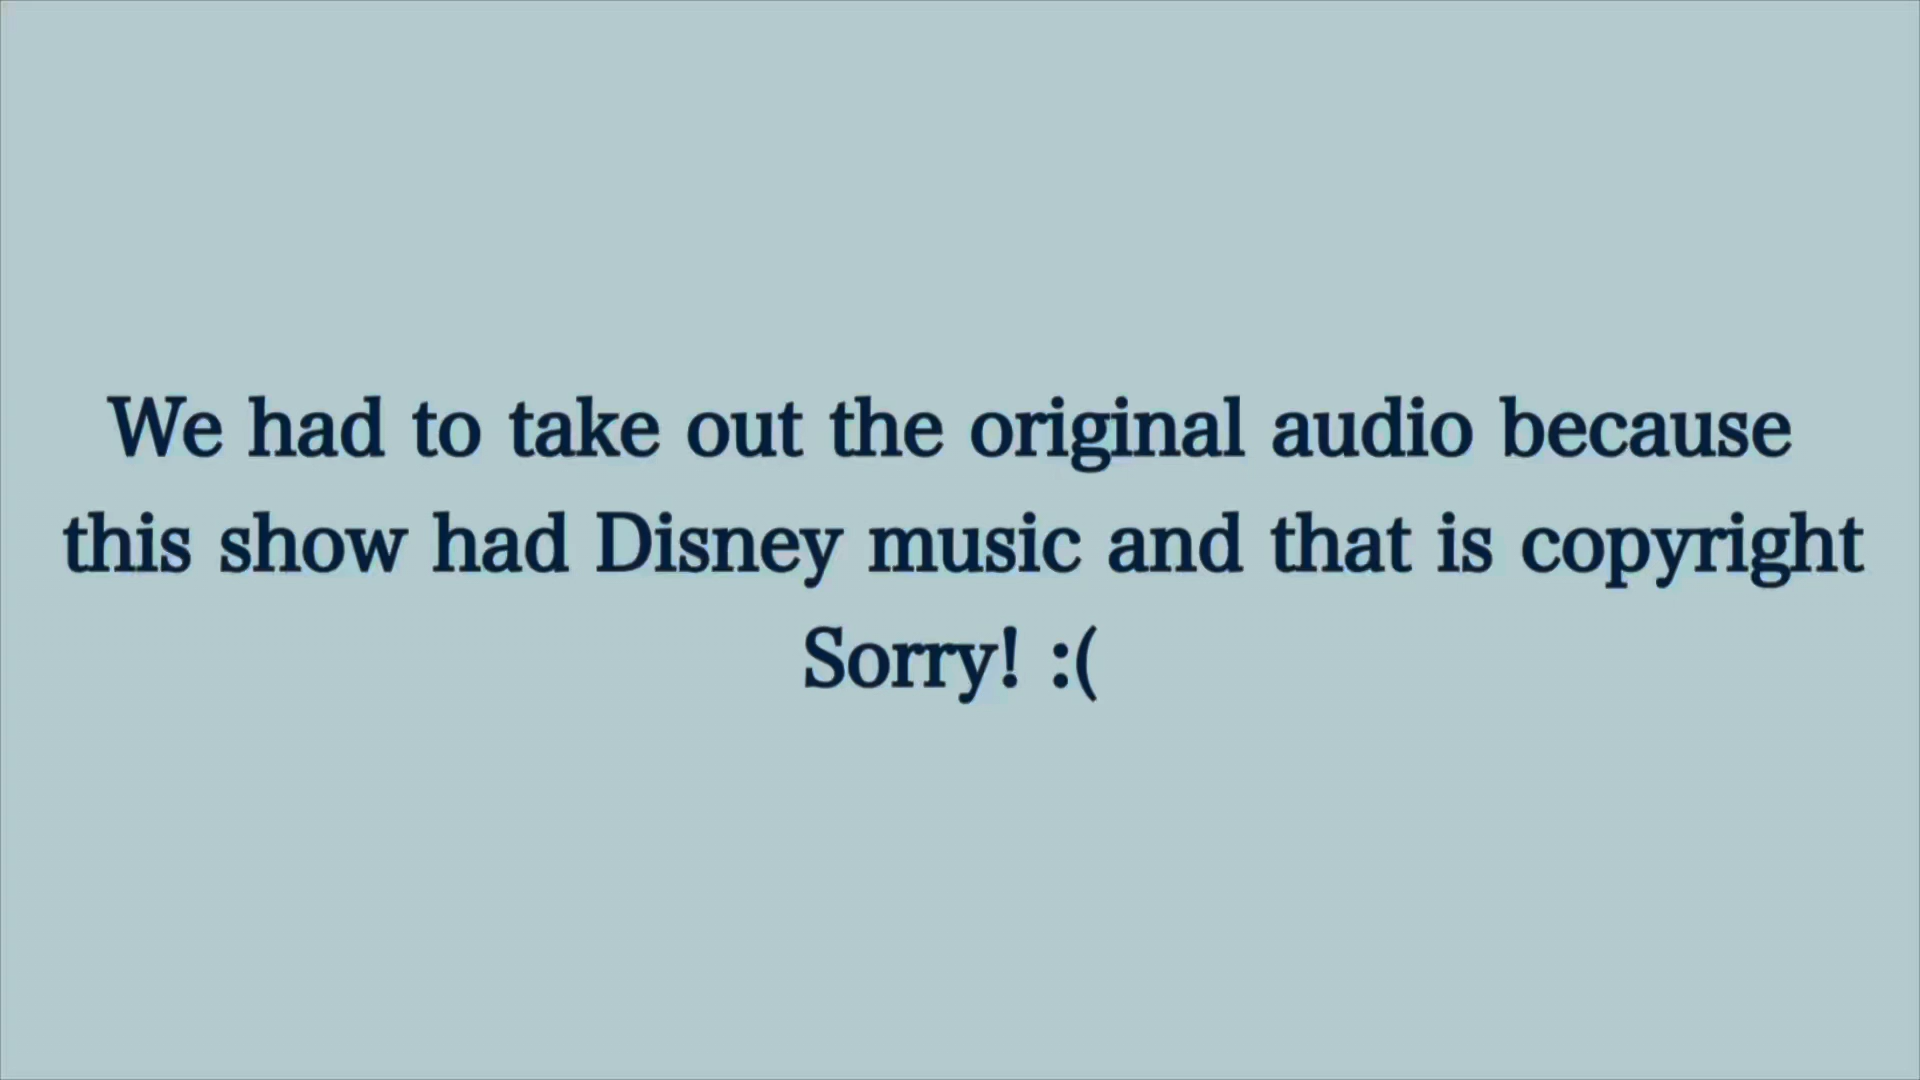 We had to take out the original audio because
this show had Disney music and that is copyright
Sorry! :(